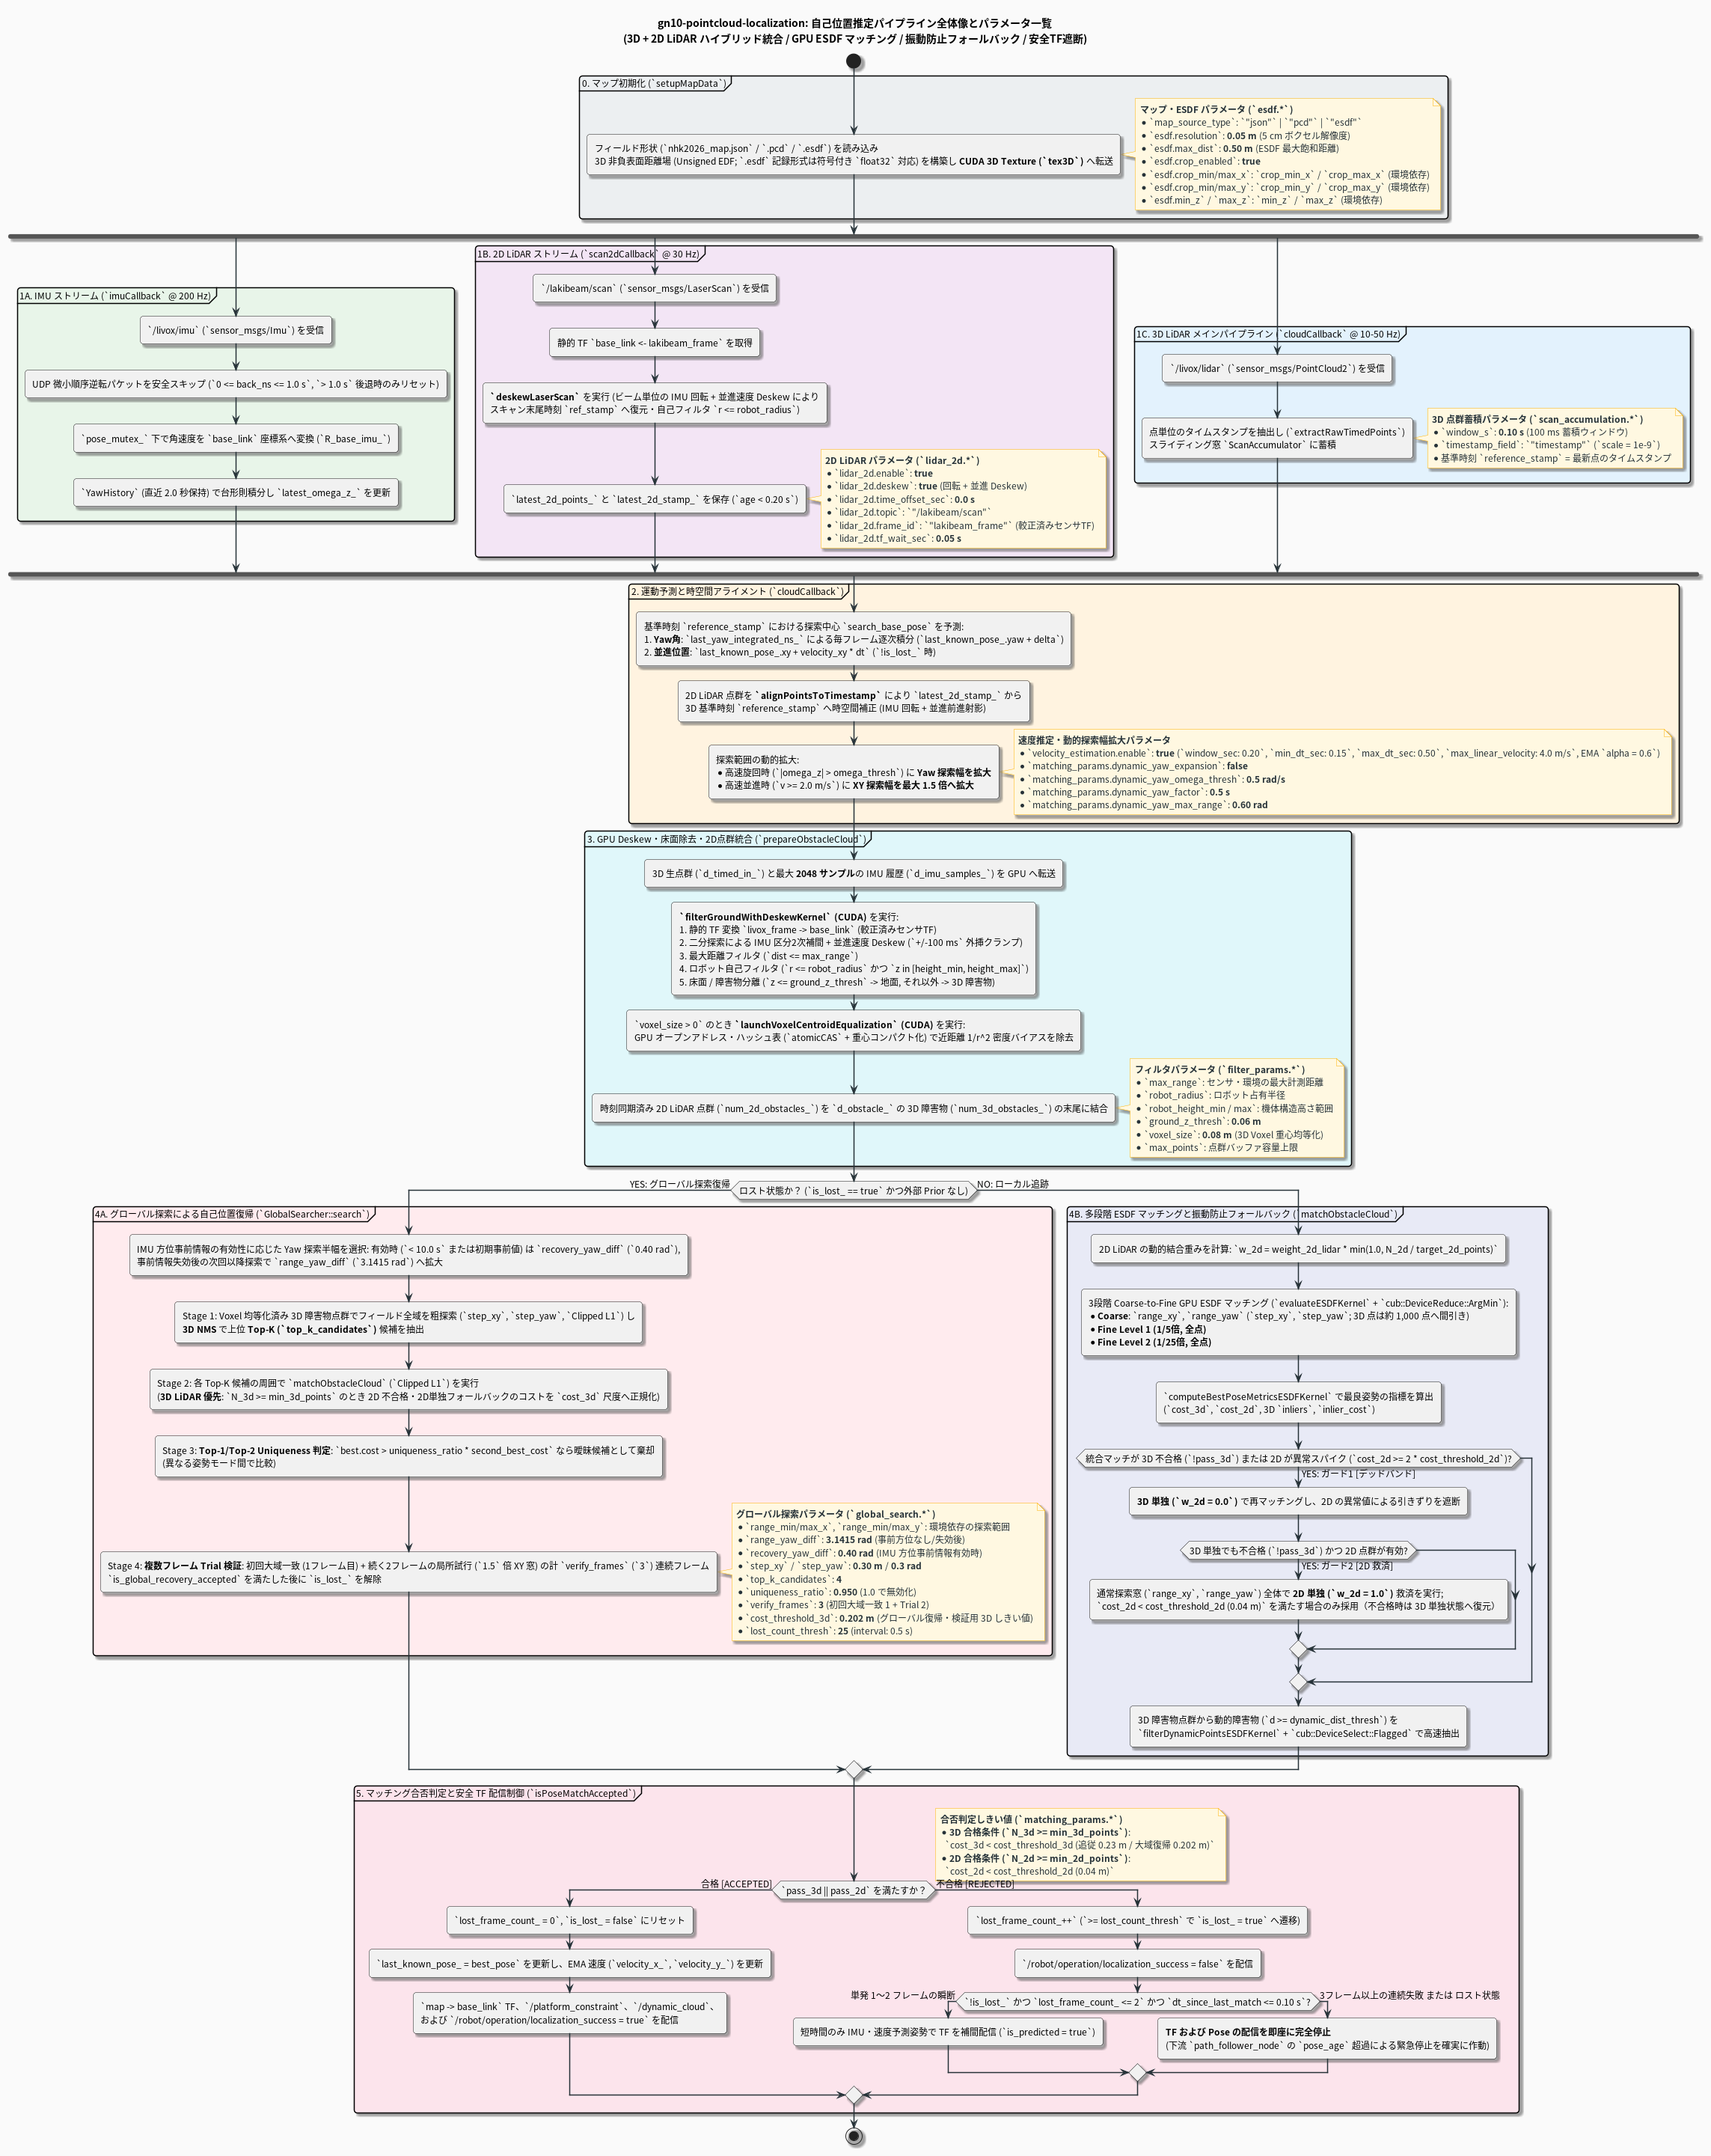 gn10-pointcloud-localization: 自己位置推定パイプライン全体像とパラメータ一覧
(3D + 2D LiDAR ハイブリッド統合 / GPU ESDF マッチング / 振動防止フォールバック / 安全TF遮断)
0. マップ初期化 (`setupMapData`)
フィールド形状 (`nhk2026_map.json` / `.pcd` / `.esdf`) を読み込み
3D 非負表面距離場 (Unsigned EDF; `.esdf` 記録形式は符号付き `float32` 対応) を構築し CUDA 3D Texture (`tex3D`) へ転送
マップ・ESDF パラメータ (`esdf.*`)
• `map_source_type`: `"json"` | `"pcd"` | `"esdf"`
• `esdf.resolution`: 0.05 m (5 cm ボクセル解像度)
• `esdf.max_dist`: 0.50 m (ESDF 最大飽和距離)
• `esdf.crop_enabled`: true
• `esdf.crop_min/max_x`: `crop_min_x` / `crop_max_x` (環境依存)
• `esdf.crop_min/max_y`: `crop_min_y` / `crop_max_y` (環境依存)
• `esdf.min_z` / `max_z`: `min_z` / `max_z` (環境依存)
1A. IMU ストリーム (`imuCallback` @ 200 Hz)
`/livox/imu` (`sensor_msgs/Imu`) を受信
UDP 微小順序逆転パケットを安全スキップ (`0 <= back_ns <= 1.0 s`, `> 1.0 s` 後退時のみリセット)
`pose_mutex_` 下で角速度を `base_link` 座標系へ変換 (`R_base_imu_`)
`YawHistory` (直近 2.0 秒保持) で台形則積分し `latest_omega_z_` を更新
1B. 2D LiDAR ストリーム (`scan2dCallback` @ 30 Hz)
`/lakibeam/scan` (`sensor_msgs/LaserScan`) を受信
静的 TF `base_link <- lakibeam_frame` を取得
`deskewLaserScan` を実行 (ビーム単位の IMU 回転 + 並進速度 Deskew により
スキャン末尾時刻 `ref_stamp` へ復元・自己フィルタ `r <= robot_radius`)
`latest_2d_points_` と `latest_2d_stamp_` を保存 (`age < 0.20 s`)
2D LiDAR パラメータ (`lidar_2d.*`)
• `lidar_2d.enable`: true
• `lidar_2d.deskew`: true (回転 + 並進 Deskew)
• `lidar_2d.time_offset_sec`: 0.0 s
• `lidar_2d.topic`: `"/lakibeam/scan"`
• `lidar_2d.frame_id`: `"lakibeam_frame"` (較正済みセンサTF)
• `lidar_2d.tf_wait_sec`: 0.05 s
1C. 3D LiDAR メインパイプライン (`cloudCallback` @ 10-50 Hz)
`/livox/lidar` (`sensor_msgs/PointCloud2`) を受信
点単位のタイムスタンプを抽出し (`extractRawTimedPoints`)
スライディング窓 `ScanAccumulator` に蓄積
3D 点群蓄積パラメータ (`scan_accumulation.*`)
• `window_s`: 0.10 s (100 ms 蓄積ウィンドウ)
• `timestamp_field`: `"timestamp"` (`scale = 1e-9`)
• 基準時刻 `reference_stamp` = 最新点のタイムスタンプ
2. 運動予測と時空間アライメント (`cloudCallback`)
基準時刻 `reference_stamp` における探索中心 `search_base_pose` を予測:
1. Yaw角: `last_yaw_integrated_ns_` による毎フレーム逐次積分 (`last_known_pose_.yaw + delta`)
2. 並進位置: `last_known_pose_.xy + velocity_xy * dt` (`!is_lost_` 時)
2D LiDAR 点群を `alignPointsToTimestamp` により `latest_2d_stamp_` から
3D 基準時刻 `reference_stamp` へ時空間補正 (IMU 回転 + 並進前進射影)
探索範囲の動的拡大:
• 高速旋回時 (`|omega_z| > omega_thresh`) に Yaw 探索幅を拡大
• 高速並進時 (`v >= 2.0 m/s`) に XY 探索幅を最大 1.5 倍へ拡大
速度推定・動的探索幅拡大パラメータ
• `velocity_estimation.enable`: true (`window_sec: 0.20`, `min_dt_sec: 0.15`, `max_dt_sec: 0.50`, `max_linear_velocity: 4.0 m/s`, EMA `alpha = 0.6`)
• `matching_params.dynamic_yaw_expansion`: false
• `matching_params.dynamic_yaw_omega_thresh`: 0.5 rad/s
• `matching_params.dynamic_yaw_factor`: 0.5 s
• `matching_params.dynamic_yaw_max_range`: 0.60 rad
3. GPU Deskew・床面除去・2D点群統合 (`prepareObstacleCloud`)
3D 生点群 (`d_timed_in_`) と最大 2048 サンプルの IMU 履歴 (`d_imu_samples_`) を GPU へ転送
`filterGroundWithDeskewKernel` (CUDA) を実行:
1. 静的 TF 変換 `livox_frame -> base_link` (較正済みセンサTF)
2. 二分探索による IMU 区分2次補間 + 並進速度 Deskew (`+/-100 ms` 外挿クランプ)
3. 最大距離フィルタ (`dist <= max_range`)
4. ロボット自己フィルタ (`r <= robot_radius` かつ `z in [height_min, height_max]`)
5. 床面 / 障害物分離 (`z <= ground_z_thresh` -> 地面, それ以外 -> 3D 障害物)
`voxel_size > 0` のとき `launchVoxelCentroidEqualization` (CUDA) を実行:
GPU オープンアドレス・ハッシュ表 (`atomicCAS` + 重心コンパクト化) で近距離 1/r^2 密度バイアスを除去
時刻同期済み 2D LiDAR 点群 (`num_2d_obstacles_`) を `d_obstacle_` の 3D 障害物 (`num_3d_obstacles_`) の末尾に結合
フィルタパラメータ (`filter_params.*`)
• `max_range`: センサ・環境の最大計測距離
• `robot_radius`: ロボット占有半径
• `robot_height_min / max`: 機体構造高さ範囲
• `ground_z_thresh`: 0.06 m
• `voxel_size`: 0.08 m (3D Voxel 重心均等化)
• `max_points`: 点群バッファ容量上限
ロスト状態か？ (`is_lost_ == true` かつ外部 Prior なし)
YES: グローバル探索復帰
NO: ローカル追跡
4A. グローバル探索による自己位置復帰 (`GlobalSearcher::search`)
IMU 方位事前情報の有効性に応じた Yaw 探索半幅を選択: 有効時 (`< 10.0 s` または初期事前値) は `recovery_yaw_diff` (`0.40 rad`),
事前情報失効後の次回以降探索で `range_yaw_diff` (`3.1415 rad`) へ拡大
Stage 1: Voxel 均等化済み 3D 障害物点群でフィールド全域を粗探索 (`step_xy`, `step_yaw`, `Clipped L1`) し
3D NMS で上位 Top-K (`top_k_candidates`) 候補を抽出
Stage 2: 各 Top-K 候補の周囲で `matchObstacleCloud` (`Clipped L1`) を実行
(3D LiDAR 優先: `N_3d >= min_3d_points` のとき 2D 不合格・2D単独フォールバックのコストを `cost_3d` 尺度へ正規化)
Stage 3: Top-1/Top-2 Uniqueness 判定: `best.cost > uniqueness_ratio * second_best_cost` なら曖昧候補として棄却
(異なる姿勢モード間で比較)
Stage 4: 複数フレーム Trial 検証: 初回大域一致 (1フレーム目) + 続く2フレームの局所試行 (`1.5` 倍 XY 窓) の計 `verify_frames` (`3`) 連続フレーム
`is_global_recovery_accepted` を満たした後に `is_lost_` を解除
グローバル探索パラメータ (`global_search.*`)
• `range_min/max_x`, `range_min/max_y`: 環境依存の探索範囲
• `range_yaw_diff`: 3.1415 rad (事前方位なし/失効後)
• `recovery_yaw_diff`: 0.40 rad (IMU 方位事前情報有効時)
• `step_xy` / `step_yaw`: 0.30 m / 0.3 rad
• `top_k_candidates`: 4
• `uniqueness_ratio`: 0.950 (1.0 で無効化)
• `verify_frames`: 3 (初回大域一致 1 + Trial 2)
• `cost_threshold_3d`: 0.202 m (グローバル復帰・検証用 3D しきい値)
• `lost_count_thresh`: 25 (interval: 0.5 s)
4B. 多段階 ESDF マッチングと振動防止フォールバック (`matchObstacleCloud`)
2D LiDAR の動的結合重みを計算: `w_2d = weight_2d_lidar * min(1.0, N_2d / target_2d_points)`
3段階 Coarse-to-Fine GPU ESDF マッチング (`evaluateESDFKernel` + `cub::DeviceReduce::ArgMin`):
• Coarse: `range_xy`, `range_yaw` (`step_xy`, `step_yaw`; 3D 点は約 1,000 点へ間引き)
• Fine Level 1 (1/5倍, 全点)
• Fine Level 2 (1/25倍, 全点)
`computeBestPoseMetricsESDFKernel` で最良姿勢の指標を算出
(`cost_3d`, `cost_2d`, 3D `inliers`, `inlier_cost`)
統合マッチが 3D 不合格 (`!pass_3d`) または 2D が異常スパイク (`cost_2d >= 2 * cost_threshold_2d`)?
YES: ガード1 [デッドバンド]
3D 単独 (`w_2d = 0.0`) で再マッチングし、2D の異常値による引きずりを遮断
3D 単独でも不合格 (`!pass_3d`) かつ 2D 点群が有効?
YES: ガード2 [2D 救済]
通常探索窓 (`range_xy`, `range_yaw`) 全体で 2D 単独 (`w_2d = 1.0`) 救済を実行;
`cost_2d < cost_threshold_2d (0.04 m)` を満たす場合のみ採用（不合格時は 3D 単独状態へ復元）
3D 障害物点群から動的障害物 (`d >= dynamic_dist_thresh`) を
`filterDynamicPointsESDFKernel` + `cub::DeviceSelect::Flagged` で高速抽出
5. マッチング合否判定と安全 TF 配信制御 (`isPoseMatchAccepted`)
合否判定しきい値 (`matching_params.*`)
• 3D 合格条件 (`N_3d >= min_3d_points`):
`cost_3d < cost_threshold_3d (追従 0.23 m / 大域復帰 0.202 m)`
• 2D 合格条件 (`N_2d >= min_2d_points`):
`cost_2d < cost_threshold_2d (0.04 m)`
`pass_3d || pass_2d` を満たすか？
合格 [ACCEPTED]
不合格 [REJECTED]
`lost_frame_count_ = 0`, `is_lost_ = false` にリセット
`last_known_pose_ = best_pose` を更新し、EMA 速度 (`velocity_x_`, `velocity_y_`) を更新
`map -> base_link` TF、`/platform_constraint`、`/dynamic_cloud`、
および `/robot/operation/localization_success = true` を配信
`lost_frame_count_++` (`>= lost_count_thresh` で `is_lost_ = true` へ遷移)
`/robot/operation/localization_success = false` を配信
`!is_lost_` かつ `lost_frame_count_ <= 2` かつ `dt_since_last_match <= 0.10 s`?
単発 1〜2 フレームの瞬断
3フレーム以上の連続失敗 または ロスト状態
短時間のみ IMU・速度予測姿勢で TF を補間配信 (`is_predicted = true`)
TF および Pose の配信を即座に完全停止
(下流 `path_follower_node` の `pose_age` 超過による緊急停止を確実に作動)